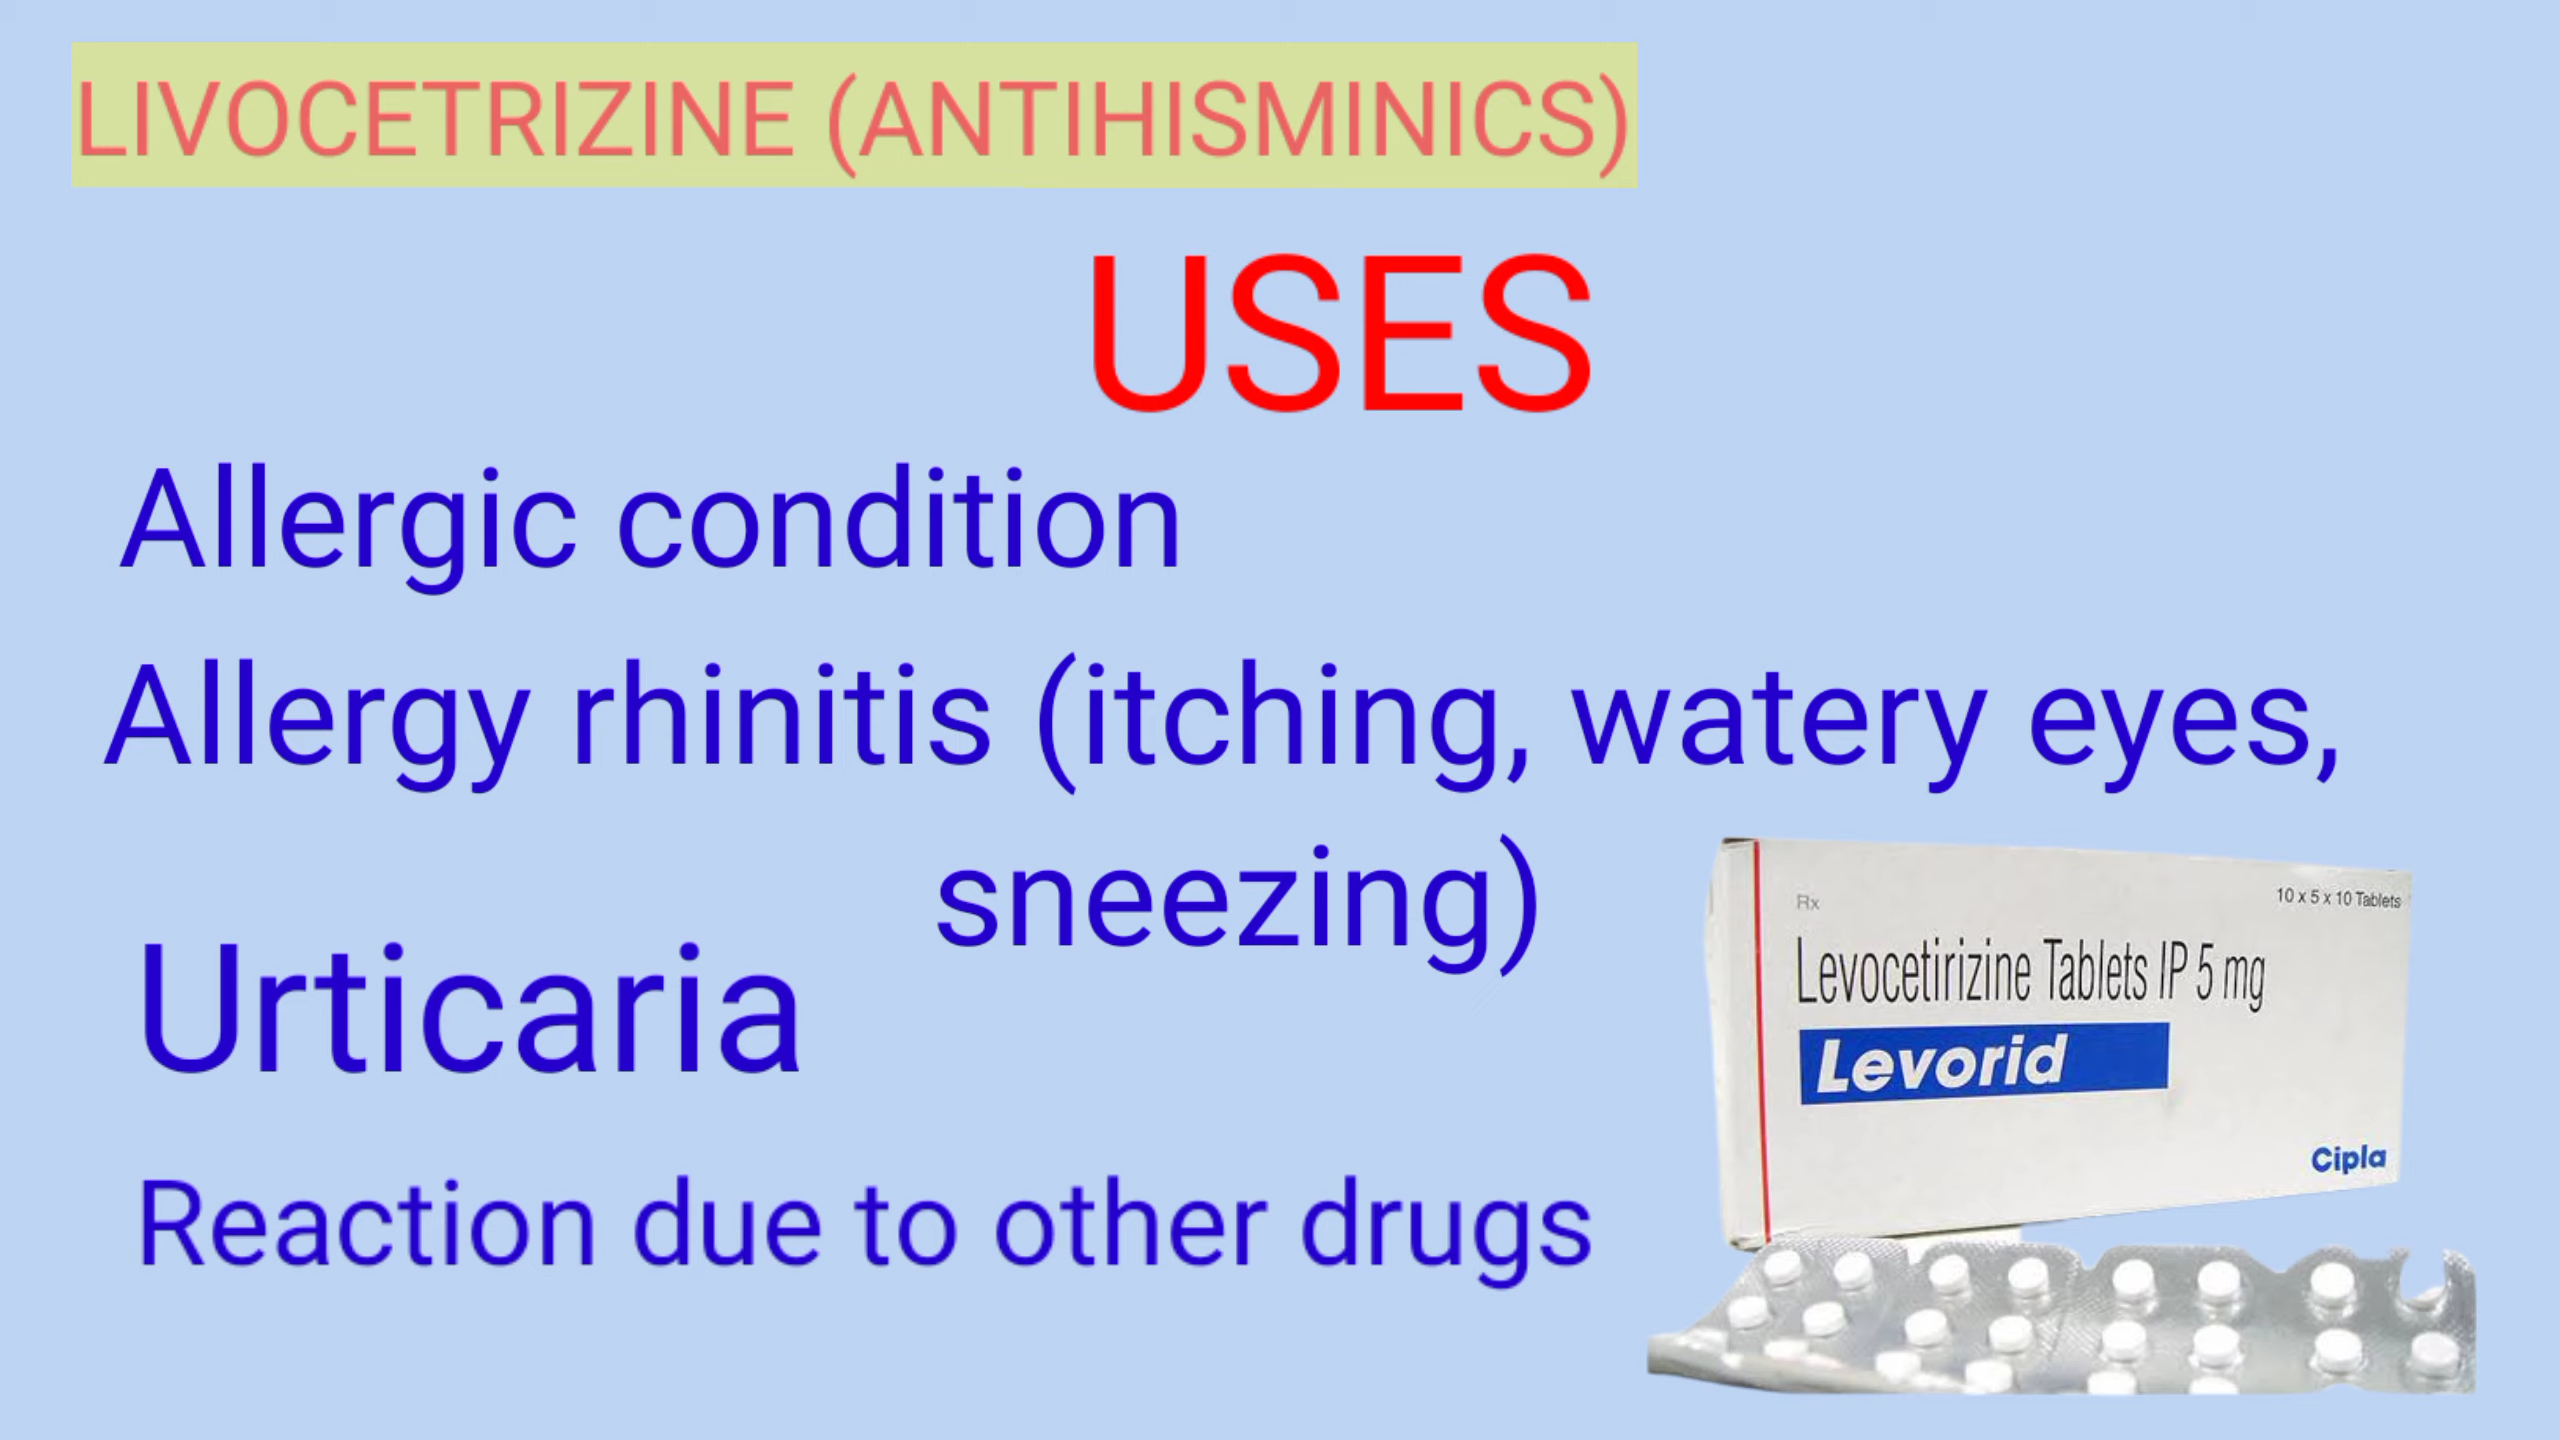 LIVOCETRIZINE (ANTIHISMINICS)
USES
Allergic condition
Allergy rhinitis (itching, watery eyes,
sneezing)
Urticaria
Reaction due to other drugs
Rx
10 x 5 x 10 Tablets
Levocetirizine Tablets IP 5 mg
Levorid
Cipla